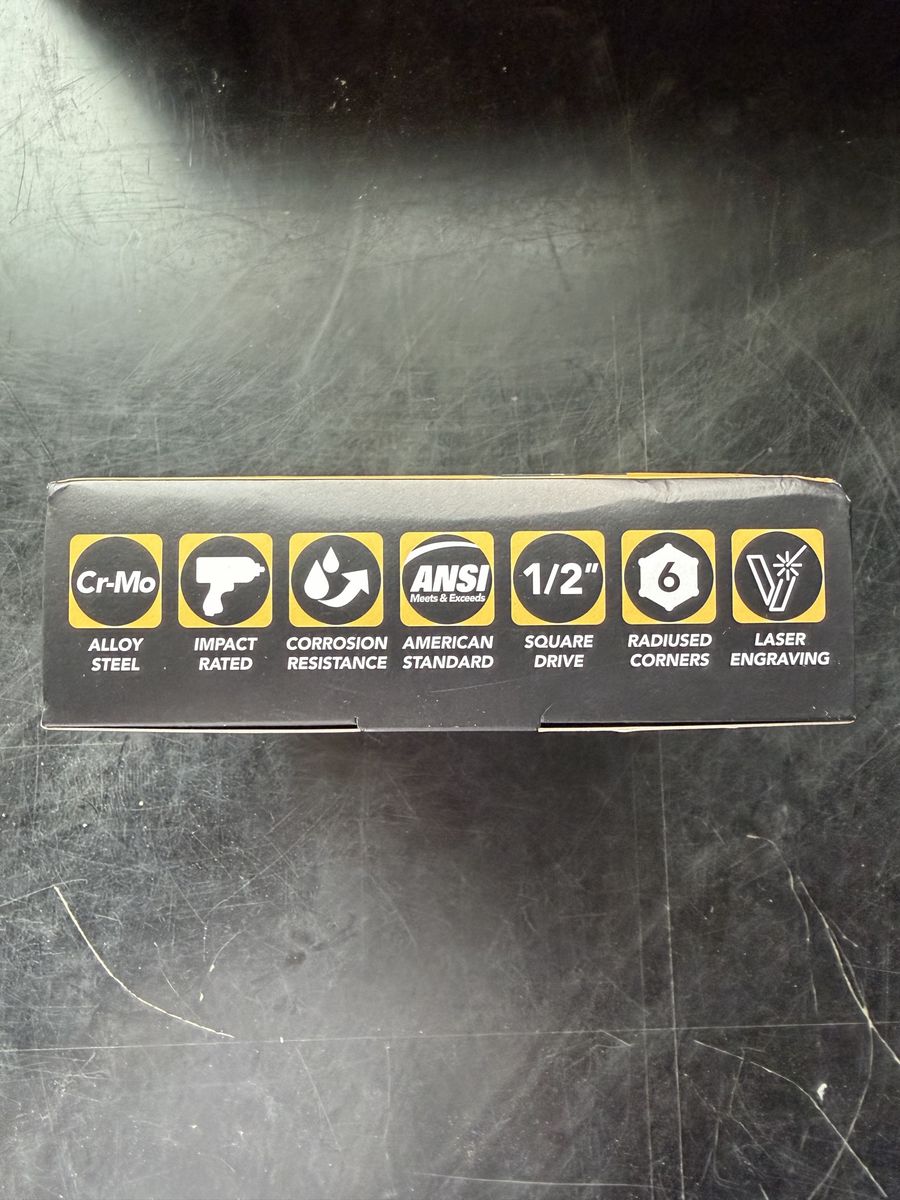 Cr-Mo
ALLOY
STEEL
IMPACT
RATED
CORROSION
RESISTANCE
ANSI
Meets & Exceeds
AMERICAN
STANDARD
1/2"
SQUARE
DRIVE
6
RADIUSED
CORNERS
LASER
ENGRAVING